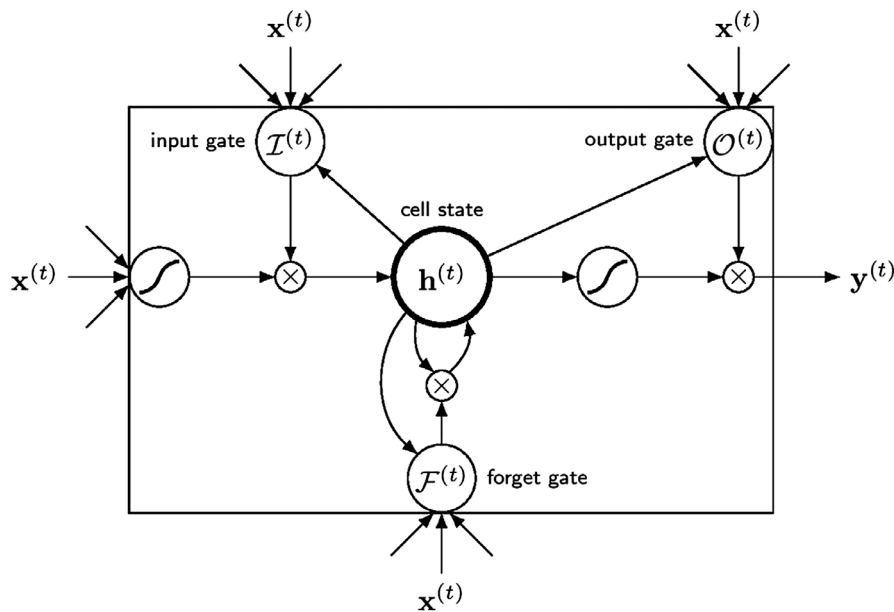 𝐱^(t)
𝐱^(t)
input gate
ℐ^(t)
output gate
𝒪^(t)
cell state
𝐱^(t)
×
𝐡^(t)
×
𝐲^(t)
×
ℱ^(t)
forget gate
𝐱^(t)